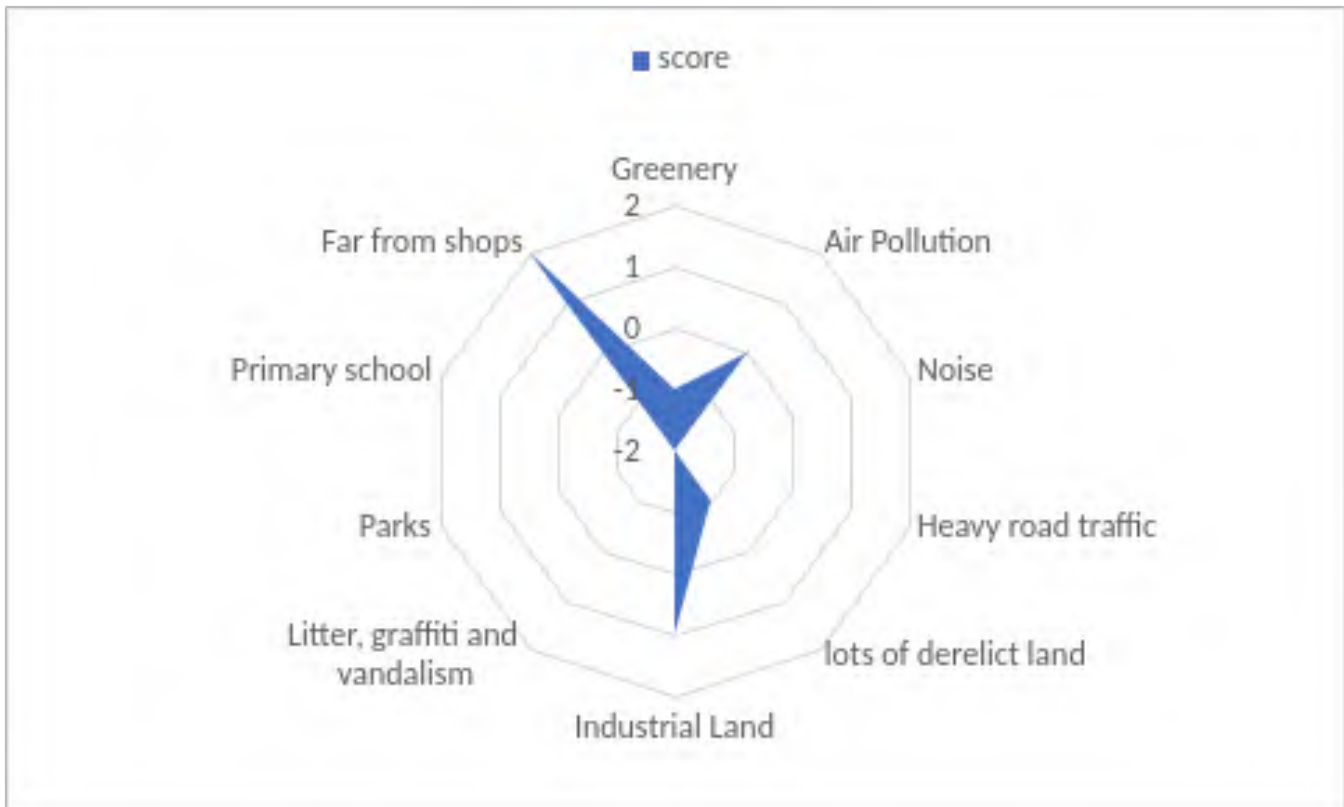 score
Greenery
2
Far from shops
Air Pollution
1
0
Primary school
-1
Noise
-2
Parks
Heavy road traffic
Litter, graffiti and
vandalism
lots of derelict land
Industrial Land